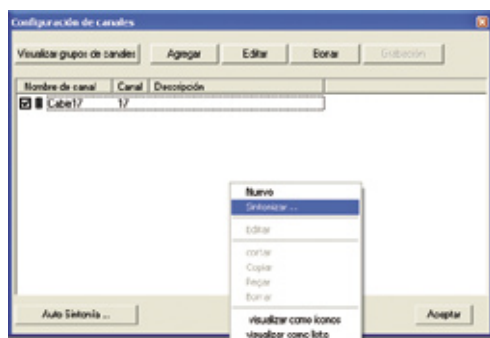 Configuración de canales
Visualizar grupos de canales Agregar Editar Borrar Grabación
Nombre de canal Canal Descripción
Cable17 17
Nuevo
Sintonizar ...
Editar
cortar
Copiar
Pegar
Borrar
visualizar como iconos
visualizar como lista
Auto Sintonía ... Aceptar